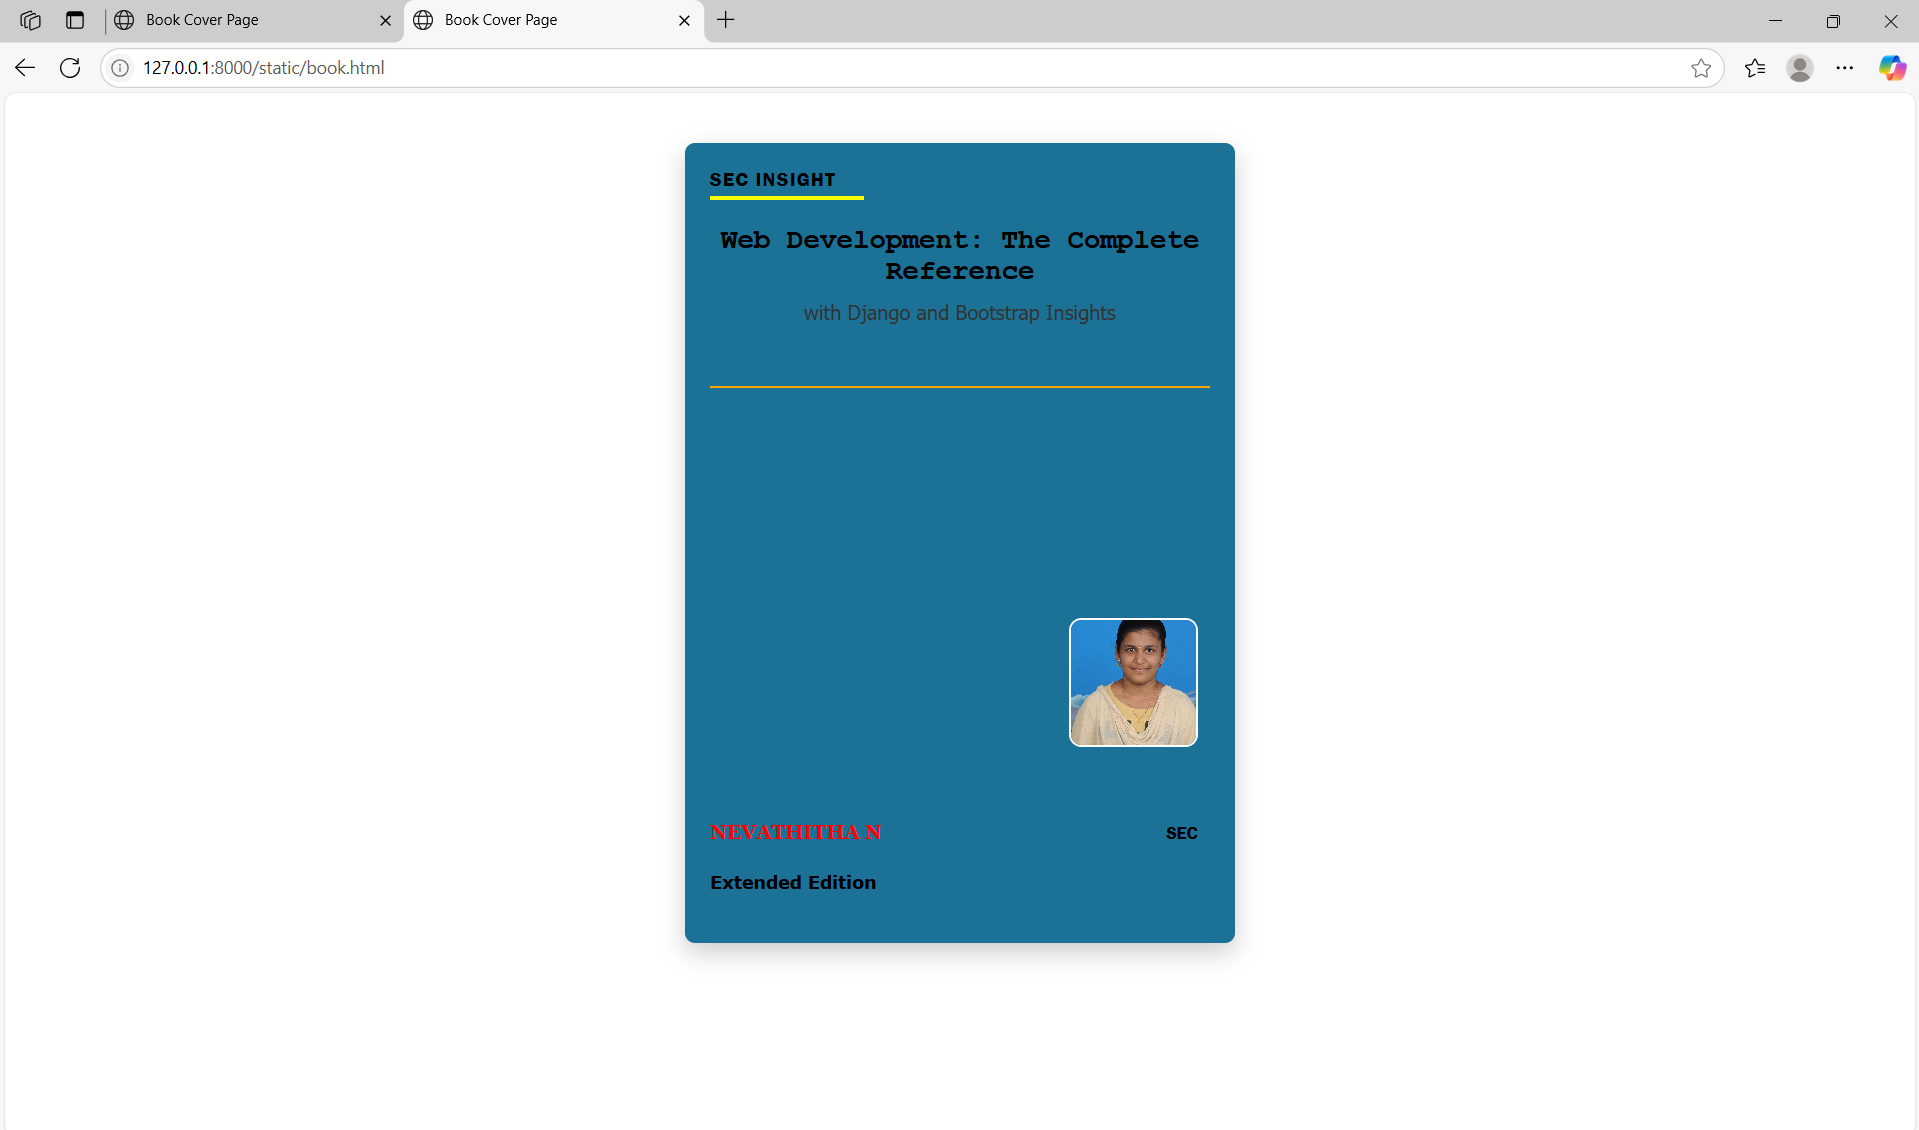 Book Cover Page
Book Cover Page
127.0.0.1:8000/static/book.html
SEC INSIGHT
Web Development: The Complete
Reference
with Django and Bootstrap Insights
NEVATHITHA N
SEC
Extended Edition